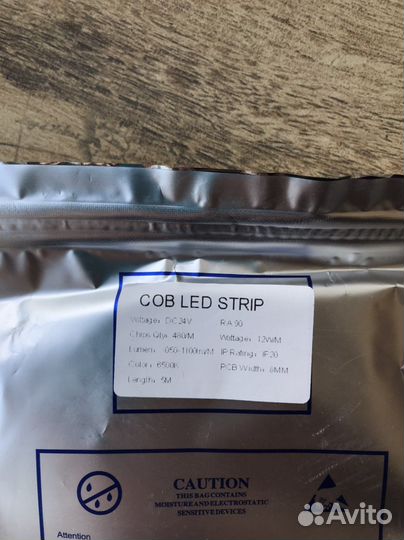 COB LED STRIP
Voltage: DC24V RA 90
Chips Qty: 480/M Wattage: 12W/M
Lumen: 1050-1100lm/M IP Rating: IP20
Color: 6500K PCB Width: 8MM
Length: 5M
CAUTION
THIS BAG CONTAINS
MOISTURE AND ELECTROSTATIC
SENSITIVE DEVICES
Attention
Avito